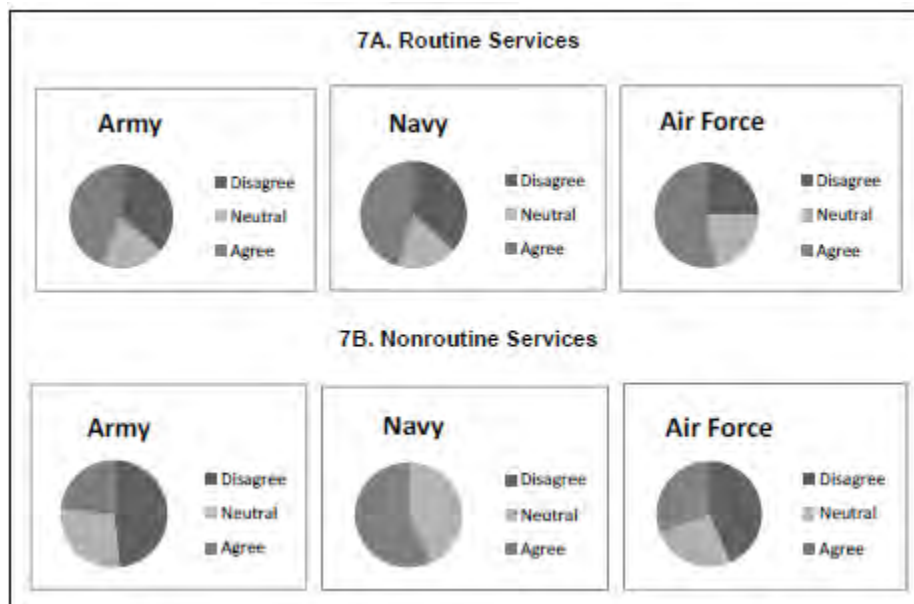 7A. Routine Services
Army
Disagree
Neutral
Agree
Navy
Disagree
Neutral
Agree
Air Force
Disagree
Neutral
Agree
7B. Nonroutine Services
Army
Disagree
Neutral
Agree
Navy
Disagree
Neutral
Agree
Air Force
Disagree
Neutral
Agree